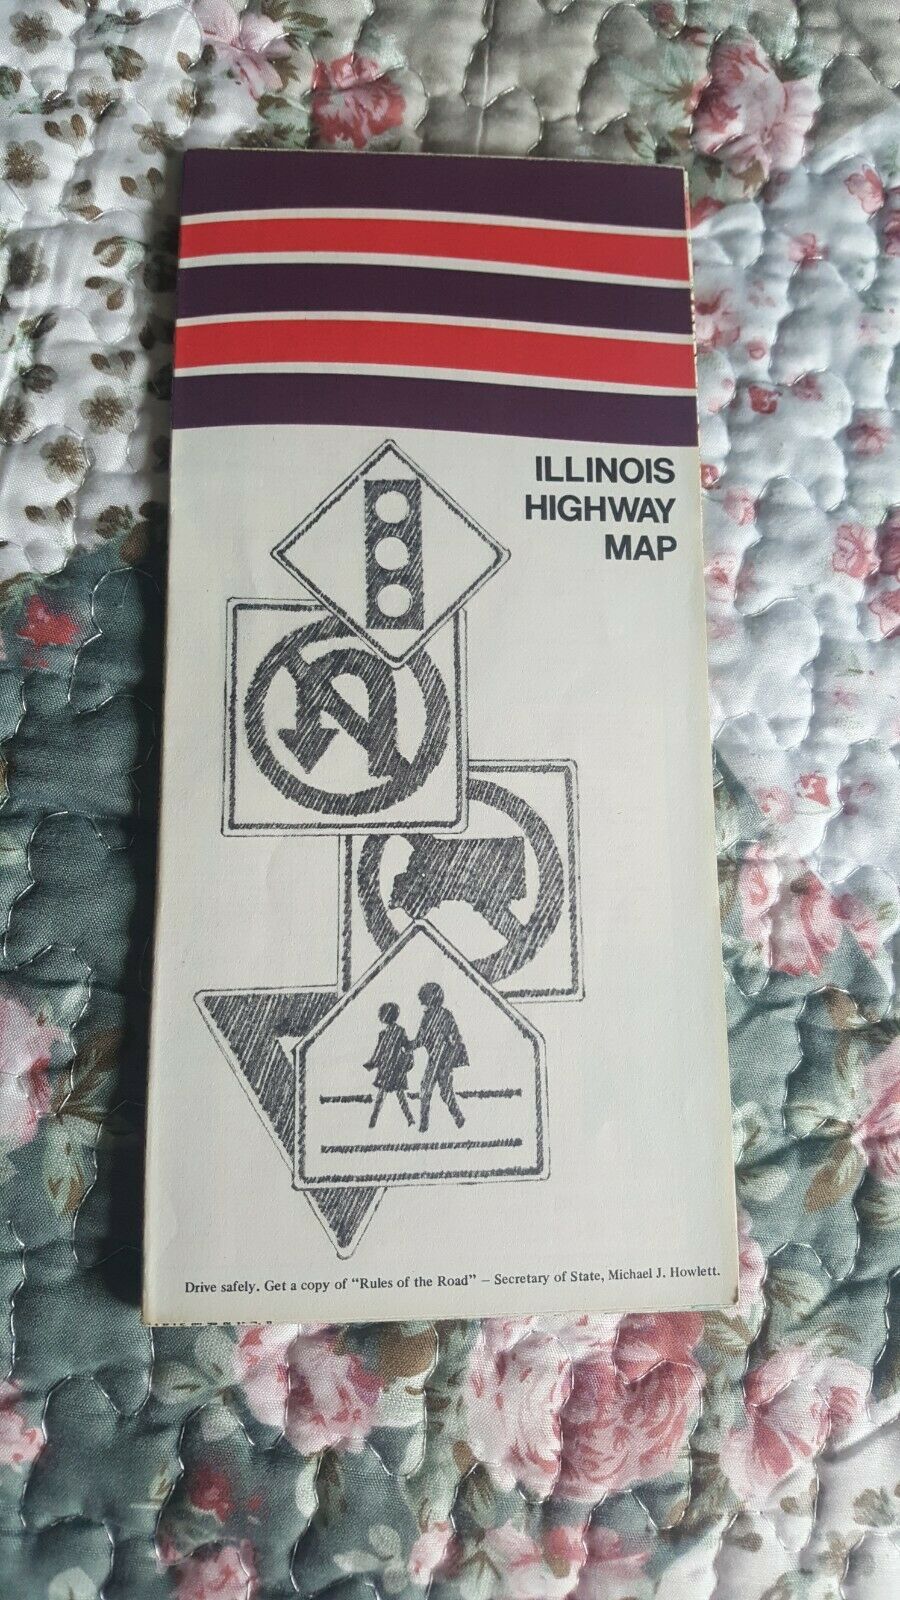 ILLINOIS
HIGHWAY
MAP
Drive safely. Get a copy of “Rules of the Road” – Secretary of State, Michael J. Howlett.